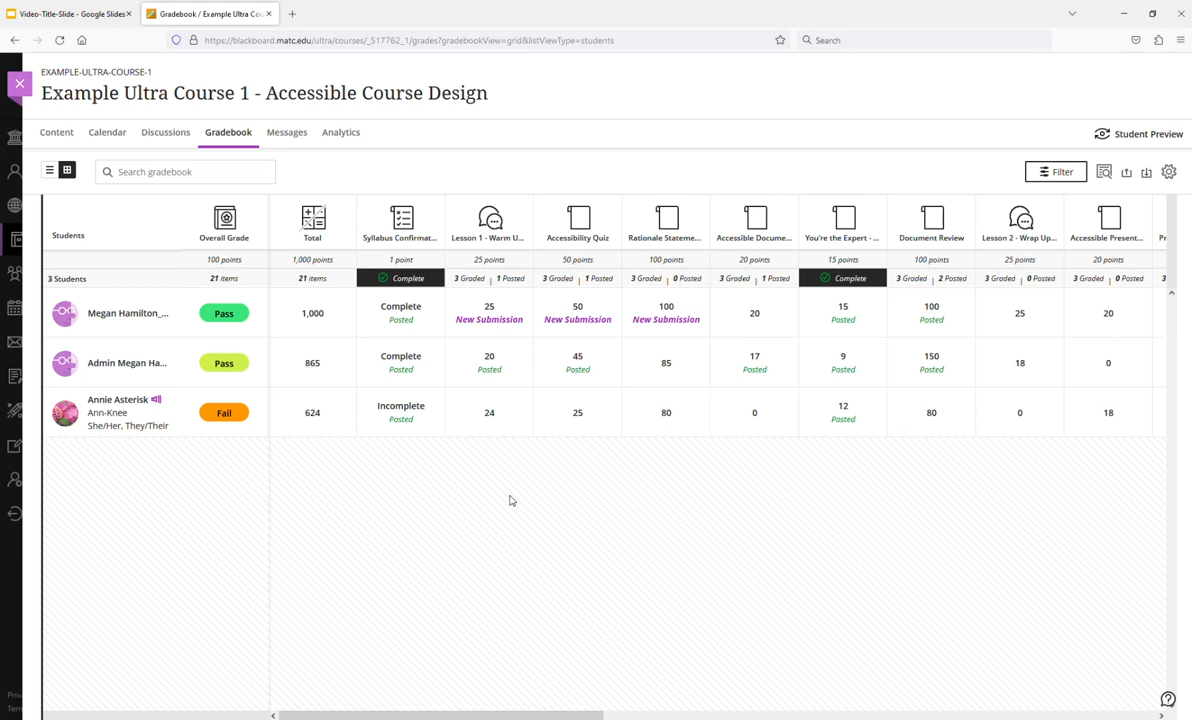 Video-Title-Slide - Google Slides
Gradebook / Example Ultra Cou
https://blackboard.matc.edu/ultra/courses/_517762_1/grades?gradebookView=grid&listViewType=students
Search
EXAMPLE-ULTRA-COURSE-1
Example Ultra Course 1 - Accessible Course Design
Content Calendar Discussions Gradebook Messages Analytics
Student Preview
Search gradebook
Filter
Students Overall Grade Total Syllabus Confirmat... Lesson 1 - Warm U... Accessibility Quiz Rationale Stateme... Accessible Docume... You're the Expert - ... Document Review Lesson 2 - Wrap Up... Accessible Present... Pr
100 points 1,000 points 1 point 25 points 50 points 100 points 20 points 15 points 100 points 25 points 20 points
3 Students 21 items 21 items Complete 3 Graded | 1 Posted 3 Graded | 1 Posted 3 Graded | 0 Posted 3 Graded | 1 Posted Complete 3 Graded | 2 Posted 3 Graded | 0 Posted 3 Graded | 0 Posted 3
Megan Hamilton_... Pass 1,000 Complete 25 50 100 20 15 100 25 20
Posted New Submission New Submission New Submission Posted Posted
Admin Megan Ha... Pass 865 Complete 20 45 85 17 9 150 18 0
Posted Posted Posted Posted Posted Posted
Annie Asterisk
Ann-Knee
She/Her, They/Their
Fail 624 Incomplete 24 25 80 0 12 80 0 18
Posted Posted
Priv
Term